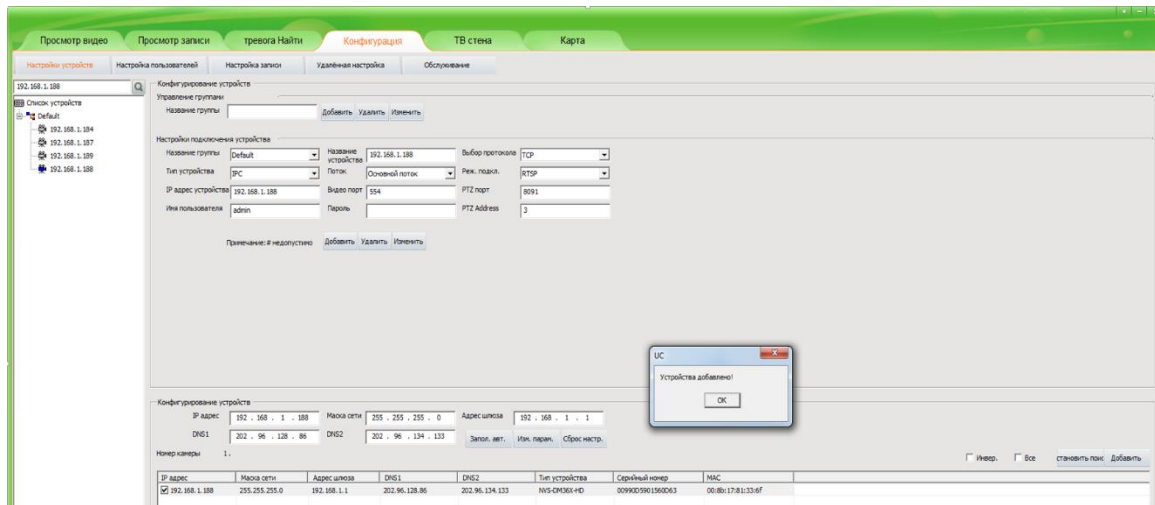 Просмотр видео Просмотр записи тревога Найти Конфигурация ТВ стена Карта
Настройки устройств Настройка пользователей Настройка записи Удалённая настройка Обслуживание
192.168.1.188
Список устройств
Default
192.168.1.184
192.168.1.187
192.168.1.189
192.168.1.188
Конфигурирование устройств
Управление группами
Название группы Добавить Удалить Изменить
Настройки подключения устройства
Название группы Default Название устройства 192.168.1.188 Выбор протокола TCP
Тип устройства IPC Поток Основной поток Реж. подкл. RTSP
IP адрес устройства 192.168.1.188 Видео порт 554 PTZ порт 8091
Имя пользователя admin Пароль PTZ Address 3
Примечание: # недопустимо Добавить Удалить Изменить
UC
Устройства добавлено!
OK
Конфигурирование устройств
IP адрес 192 . 168 . 1 . 188 Маска сети 255 . 255 . 255 . 0 Адрес шлюза 192 . 168 . 1 . 1
DNS1 202 . 96 . 128 . 86 DNS2 202 . 96 . 134 . 133 Запол. авт. Изм. парам. Сброс настр.
Номер камеры 1 .
Инвер. Все становить поис Добавить
IP адрес Маска сети Адрес шлюза DNS1 DNS2 Тип устройства Серийный номер MAC
192.168.1.188 255.255.255.0 192.168.1.1 202.96.128.86 202.96.134.133 NVS-DM36X-HD 00990D5901560D63 00:8b:17:81:33:6f